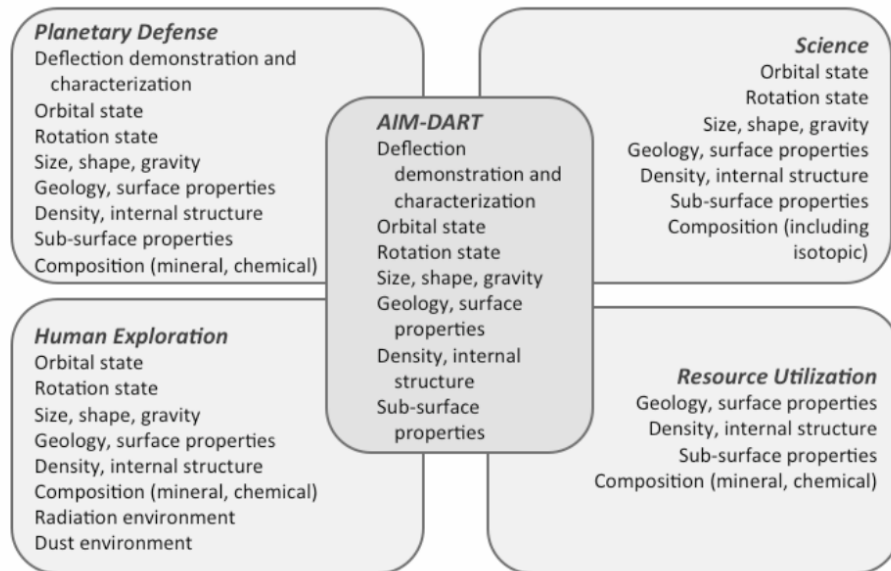 Planetary Defense
Deflection demonstration and
characterization
Orbital state
Rotation state
Size, shape, gravity
Geology, surface properties
Density, internal structure
Sub-surface properties
Composition (mineral, chemical)
Science
Orbital state
Rotation state
Size, shape, gravity
Geology, surface properties
Density, internal structure
Sub-surface properties
Composition (including
isotopic)
AIM-DART
Deflection
demonstration and
characterization
Orbital state
Rotation state
Size, shape, gravity
Geology, surface
properties
Density, internal
structure
Sub-surface
properties
Human Exploration
Orbital state
Rotation state
Size, shape, gravity
Geology, surface properties
Density, internal structure
Composition (mineral, chemical)
Radiation environment
Dust environment
Resource Utilization
Geology, surface properties
Density, internal structure
Sub-surface properties
Composition (mineral, chemical)